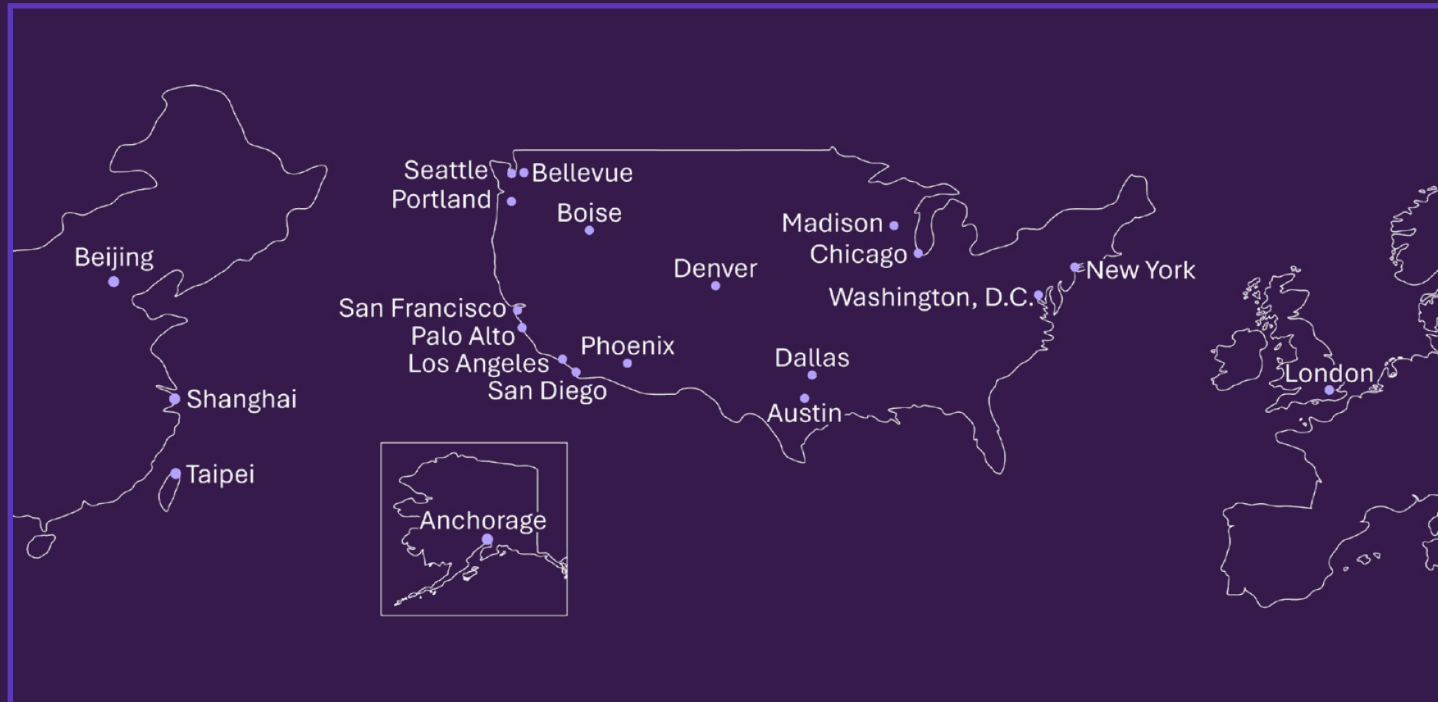 Seattle
Bellevue
Portland
Boise
Madison
Chicago
Beijing
Denver
New York
Washington, D.C.
San Francisco
Palo Alto
Phoenix
Los Angeles
Dallas
San Diego
London
Shanghai
Austin
Taipei
Anchorage